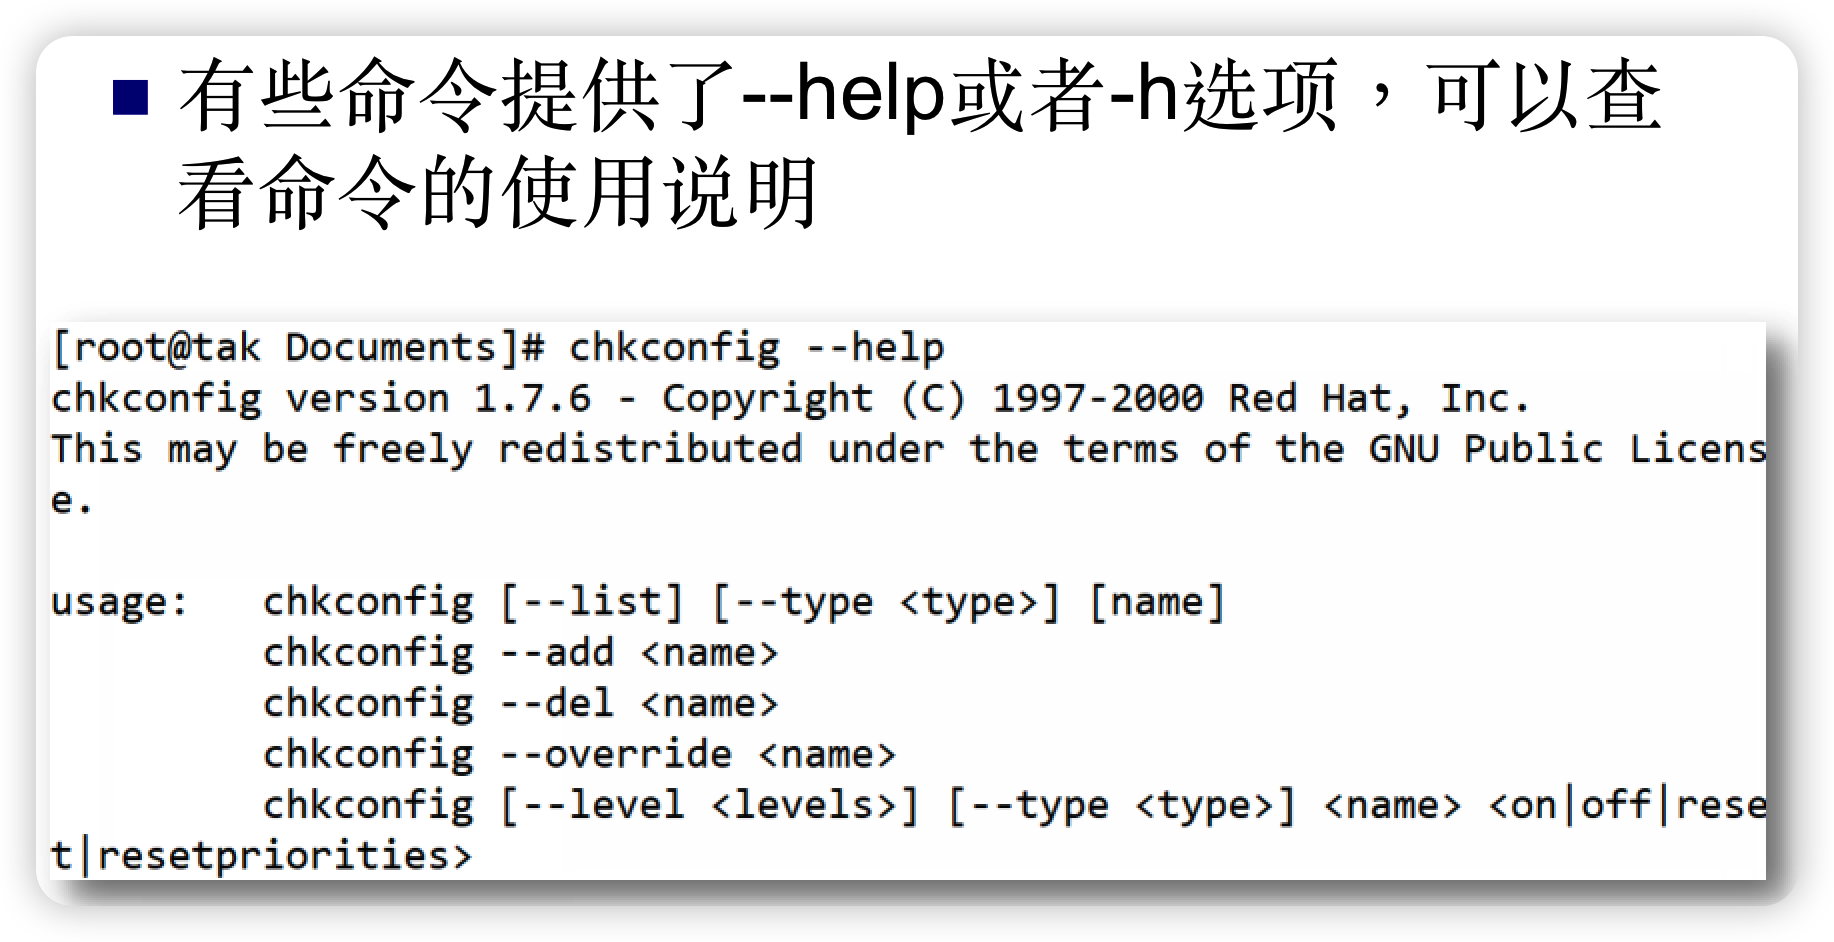 有些命令提供了--help或者-h选项，可以查
看命令的使用说明
[root@tak Documents]# chkconfig --help
chkconfig version 1.7.6 - Copyright (C) 1997-2000 Red Hat, Inc.
This may be freely redistributed under the terms of the GNU Public Licens
e.
usage:   chkconfig [--list] [--type <type>] [name]
         chkconfig --add <name>
         chkconfig --del <name>
         chkconfig --override <name>
         chkconfig [--level <levels>] [--type <type>] <name> <on|off|rese
t|resetpriorities>